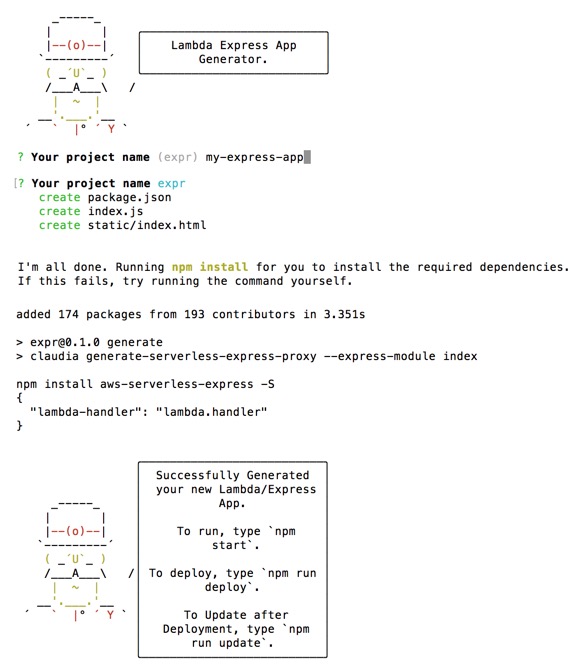 Lambda Express App
Generator.
? Your project name (expr) my-express-app
[? Your project name expr
create package.json
create index.js
create static/index.html
I'm all done. Running npm install for you to install the required dependencies.
If this fails, try running the command yourself.
added 174 packages from 193 contributors in 3.351s
> expr@0.1.0 generate
> claudia generate-serverless-express-proxy --express-module index
npm install aws-serverless-express -S
{
"lambda-handler": "lambda.handler"
}
Successfully Generated
your new Lambda/Express
App.
To run, type `npm
start`.
To deploy, type `npm run
deploy`.
To Update after
Deployment, type `npm
run update`.